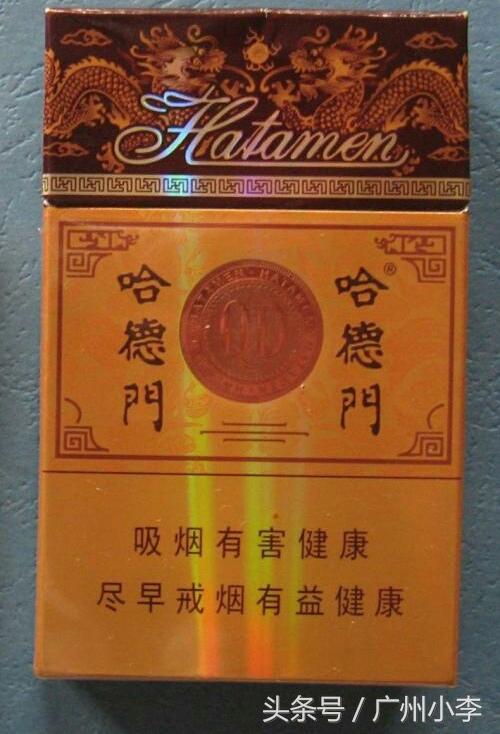 Hatamen
哈德門
哈德門®
吸烟有害健康
尽早戒烟有益健康
头条号 / 广州小李